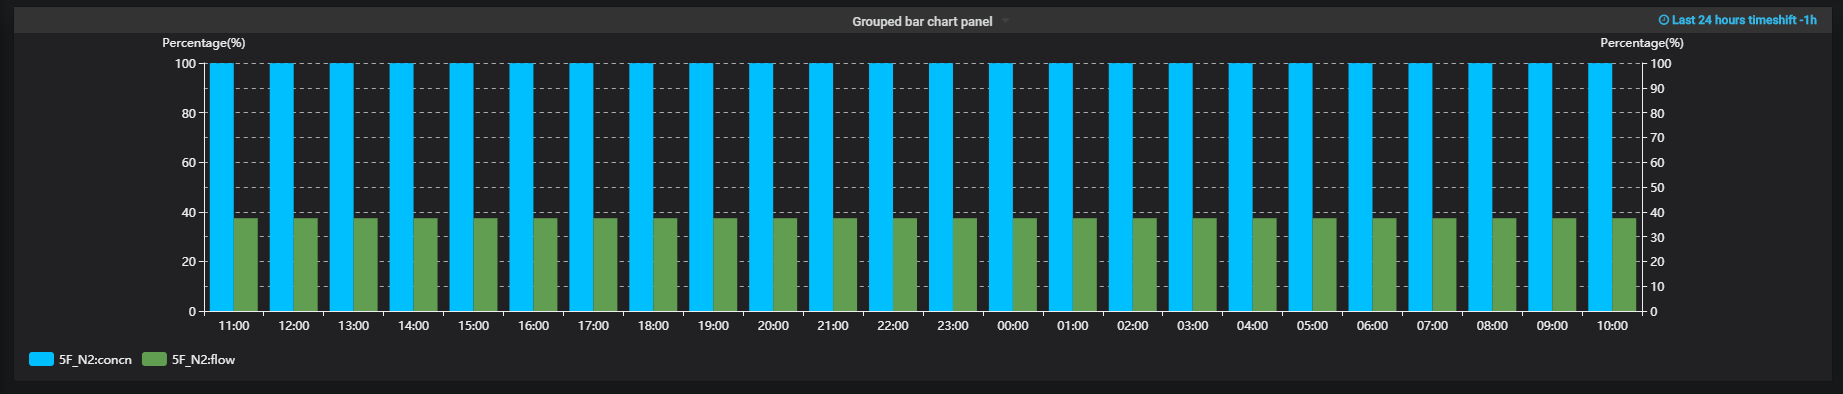 Grouped bar chart panel
Last 24 hours timeshift -1h
Percentage(%) Percentage(%)
100 100
90
80 80
70
60 60
50
40 40
30
20 20
10
0 0
11:00 12:00 13:00 14:00 15:00 16:00 17:00 18:00 19:00 20:00 21:00 22:00 23:00 00:00 01:00 02:00 03:00 04:00 05:00 06:00 07:00 08:00 09:00 10:00
5F_N2:concn 5F_N2:flow